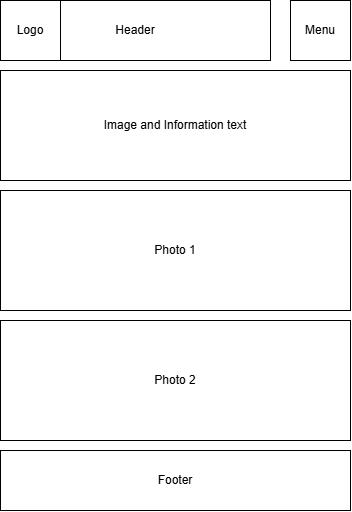 Logo
Header
Menu
Image and Information text
Photo 1
Photo 2
Footer